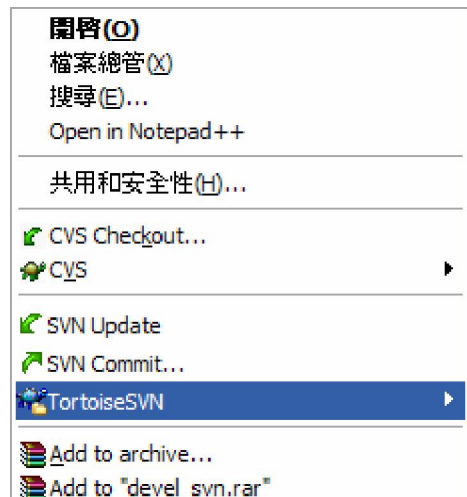 開啓(O)
檔案總管(X)
搜尋(E)...
Open in Notepad++
共用和安全性(H)...
CVS Checkout...
CVS
SVN Update
SVN Commit...
TortoiseSVN
Add to archive...
Add to "devel_svn.rar"